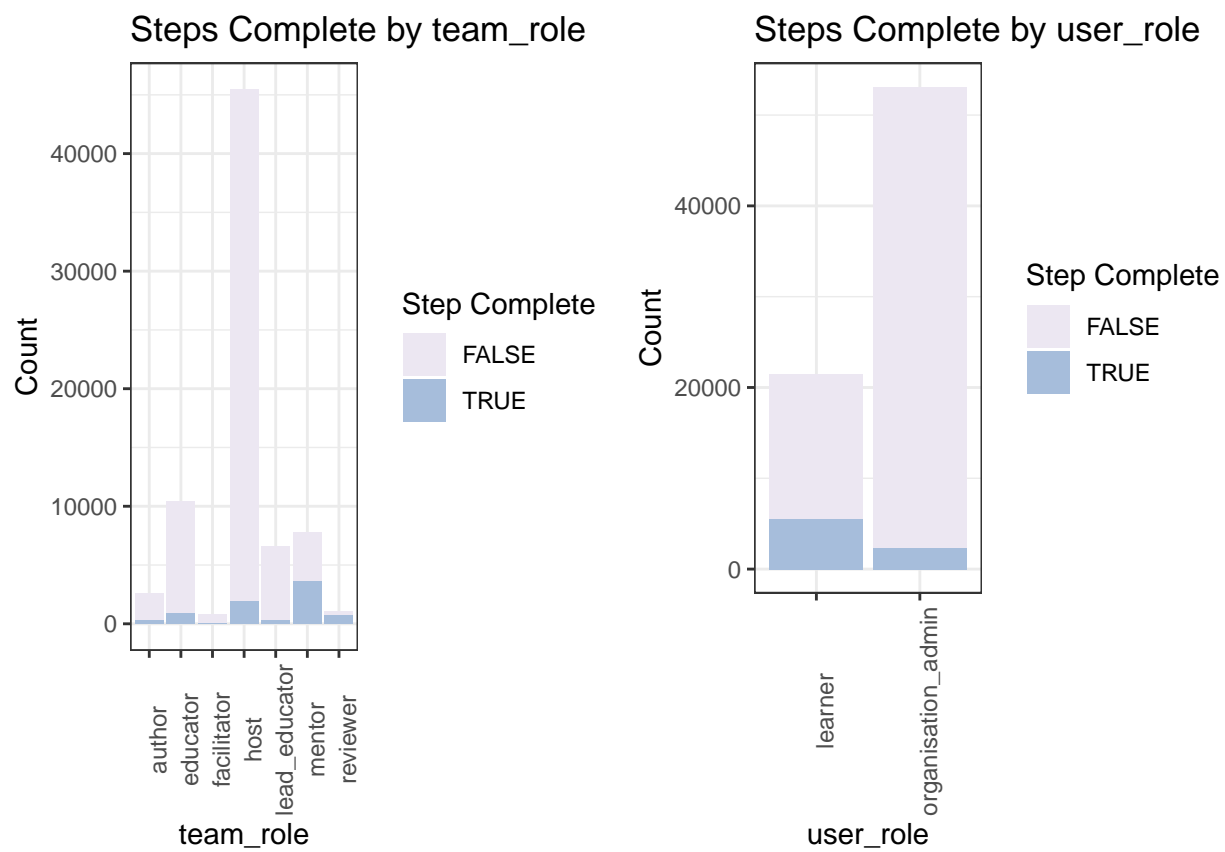 Steps Complete by team_role
Count
40000
30000
20000
10000
0
author
educator
facilitator
host
lead_educator
mentor
reviewer
team_role
Step Complete
FALSE
TRUE
Steps Complete by user_role
Count
40000
20000
0
learner
organisation_admin
user_role
Step Complete
FALSE
TRUE